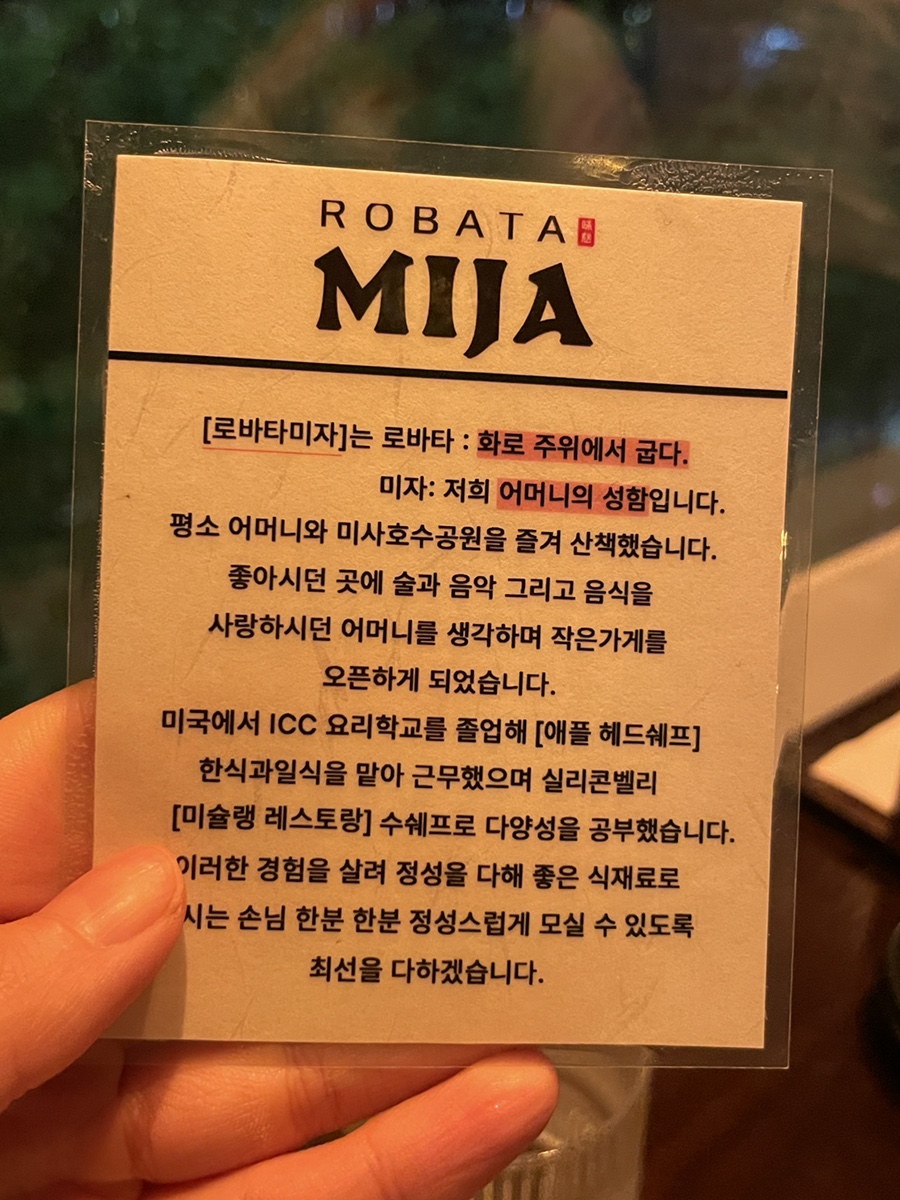 ROBATA
MIJA
[로바타미자]는 로바타 : 화로 주위에서 굽다.
미자: 저희 어머니의 성함입니다.
평소 어머니와 미사호수공원을 즐겨 산책했습니다.
좋아시던 곳에 술과 음악 그리고 음식을
사랑하시던 어머니를 생각하며 작은가게를
오픈하게 되었습니다.
미국에서 ICC 요리학교를 졸업해 [애플 헤드쉐프]
한식과일식을 맡아 근무했으며 실리콘벨리
[미슐랭 레스토랑] 수쉐프로 다양성을 공부했습니다.
이러한 경험을 살려 정성을 다해 좋은 식재료로
시는 손님 한분 한분 정성스럽게 모실 수 있도록
최선을 다하겠습니다.